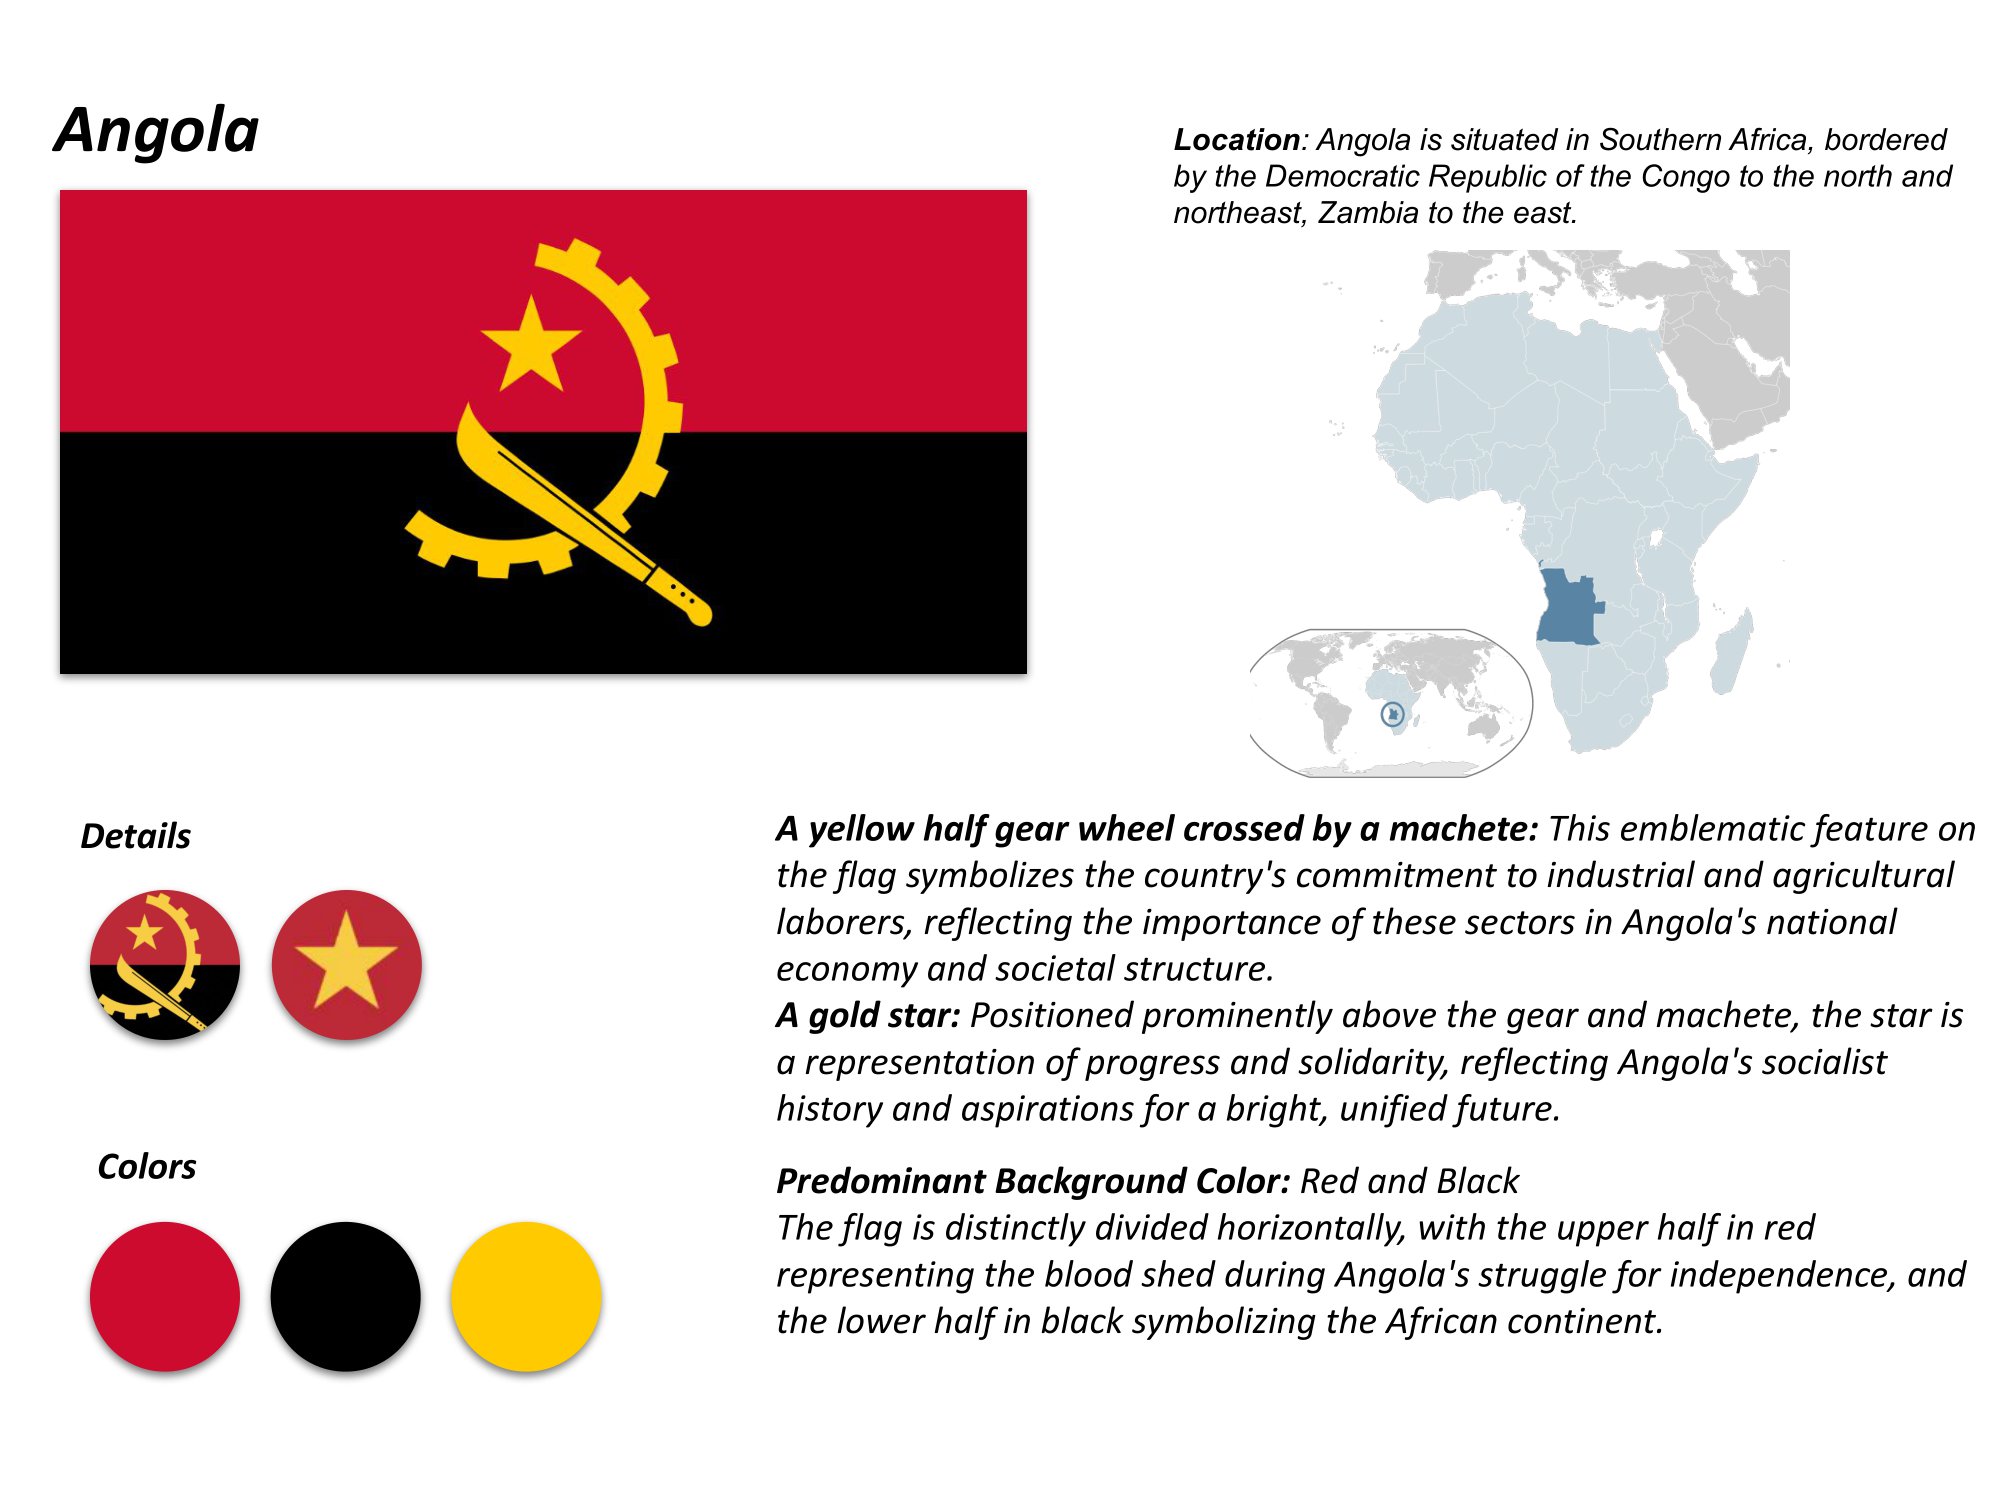 Angola
Location: Angola is situated in Southern Africa, bordered
by the Democratic Republic of the Congo to the north and
northeast, Zambia to the east.
Details
A yellow half gear wheel crossed by a machete: This emblematic feature on
the flag symbolizes the country's commitment to industrial and agricultural
laborers, reflecting the importance of these sectors in Angola's national
economy and societal structure.
A gold star: Positioned prominently above the gear and machete, the star is
a representation of progress and solidarity, reflecting Angola's socialist
history and aspirations for a bright, unified future.
Colors
Predominant Background Color: Red and Black
The flag is distinctly divided horizontally, with the upper half in red
representing the blood shed during Angola's struggle for independence, and
the lower half in black symbolizing the African continent.